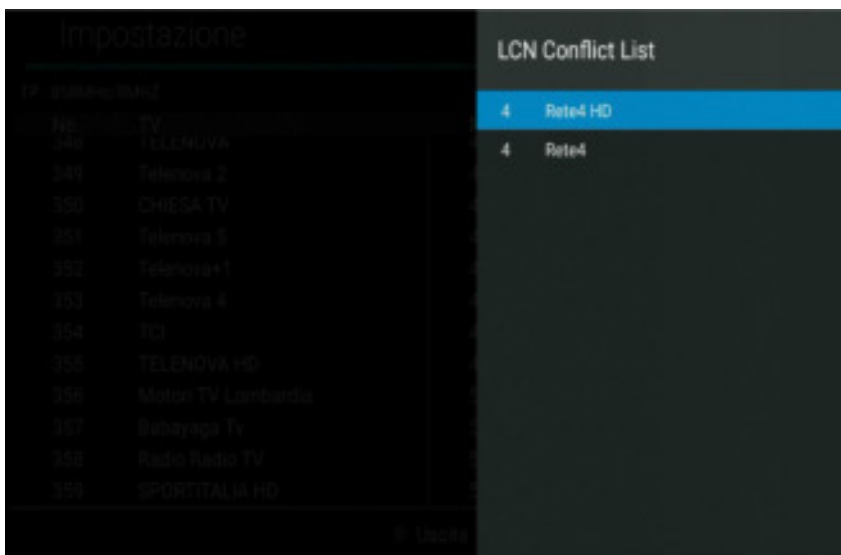 Impostazione
LCN Conflict List
4 Rete4 HD
4 Rete4
TV
TELENOVA
349 Telenova 2
350 CHIESA TV
351 Telenova 5
352 Telenova+1
353 Telenova 4
354 TCI
355 TELENOVA HD
356 Motori TV Lombardia
357 Babayaga Tv
358 Radio Radio TV
359 SPORTITALIA HD
Uscita